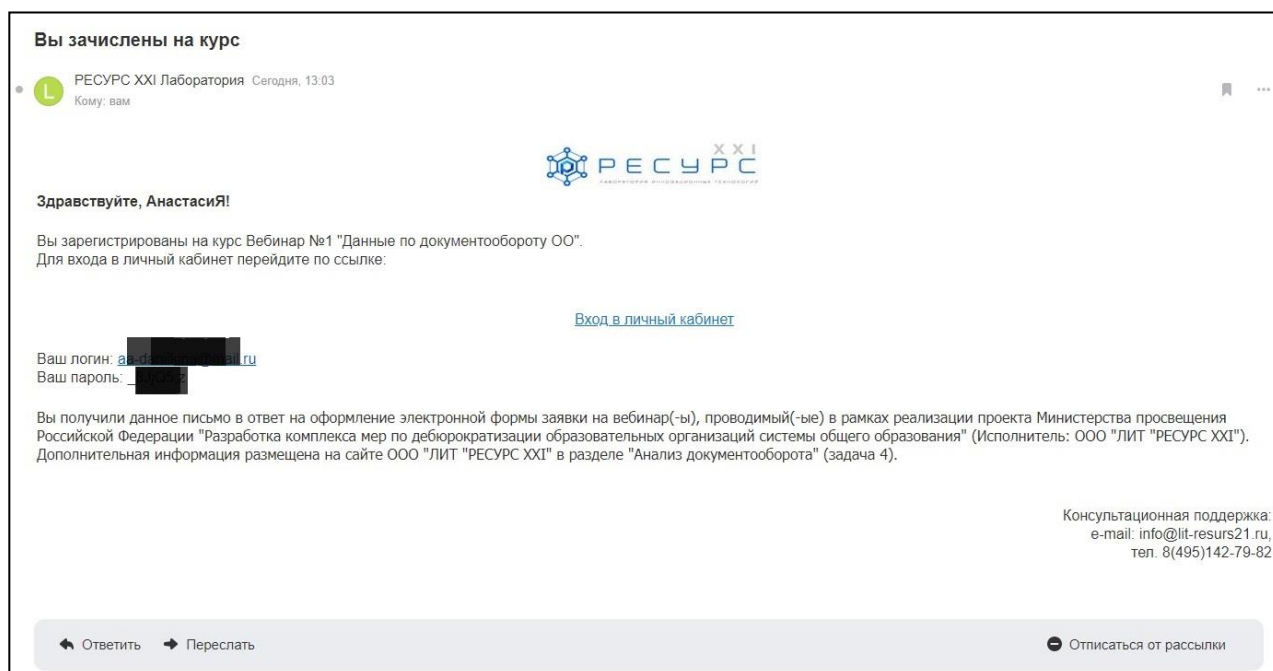 Вы зачислены на курс
L
РЕСУРС XXI Лаборатория Сегодня, 13:03
Кому: вам
XXI
РЕСУРС
ЛАБОРАТОРИЯ ИННОВАЦИОННЫХ ТЕХНОЛОГИЙ
Здравствуйте, АнастасиЯ!
Вы зарегистрированы на курс Вебинар №1 "Данные по документообороту ОО".
Для входа в личный кабинет перейдите по ссылке:
Вход в личный кабинет
Ваш логин:
Ваш пароль:
Вы получили данное письмо в ответ на оформление электронной формы заявки на вебинар(-ы), проводимый(-ые) в рамках реализации проекта Министерства просвещения
Российской Федерации "Разработка комплекса мер по дебюрократизации образовательных организаций системы общего образования" (Исполнитель: ООО "ЛИТ "РЕСУРС XXI").
Дополнительная информация размещена на сайте ООО "ЛИТ "РЕСУРС XXI" в разделе "Анализ документооборота" (задача 4).
Консультационная поддержка:
e-mail: info@lit-resurs21.ru,
тел. 8(495)142-79-82
Ответить Переслать Отписаться от рассылки